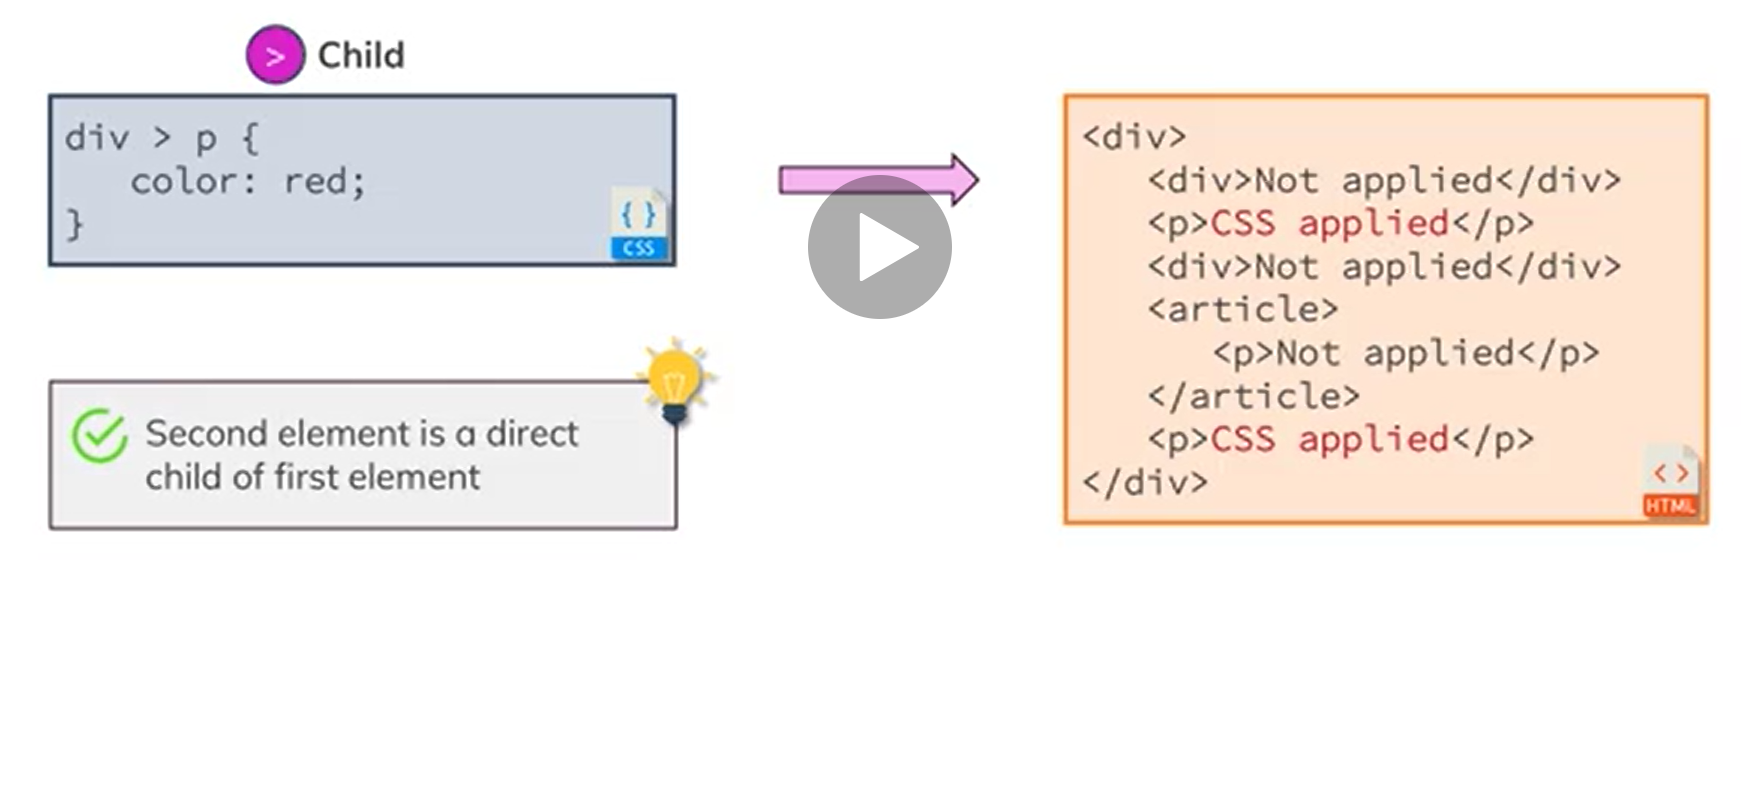 > Child
div > p {
color: red;
}
{ }
CSS
Second element is a direct
child of first element
<div>
<div>Not applied</div>
<p>CSS applied</p>
<div>Not applied</div>
<article>
<p>Not applied</p>
</article>
<p>CSS applied</p>
</div>
< >
HTML